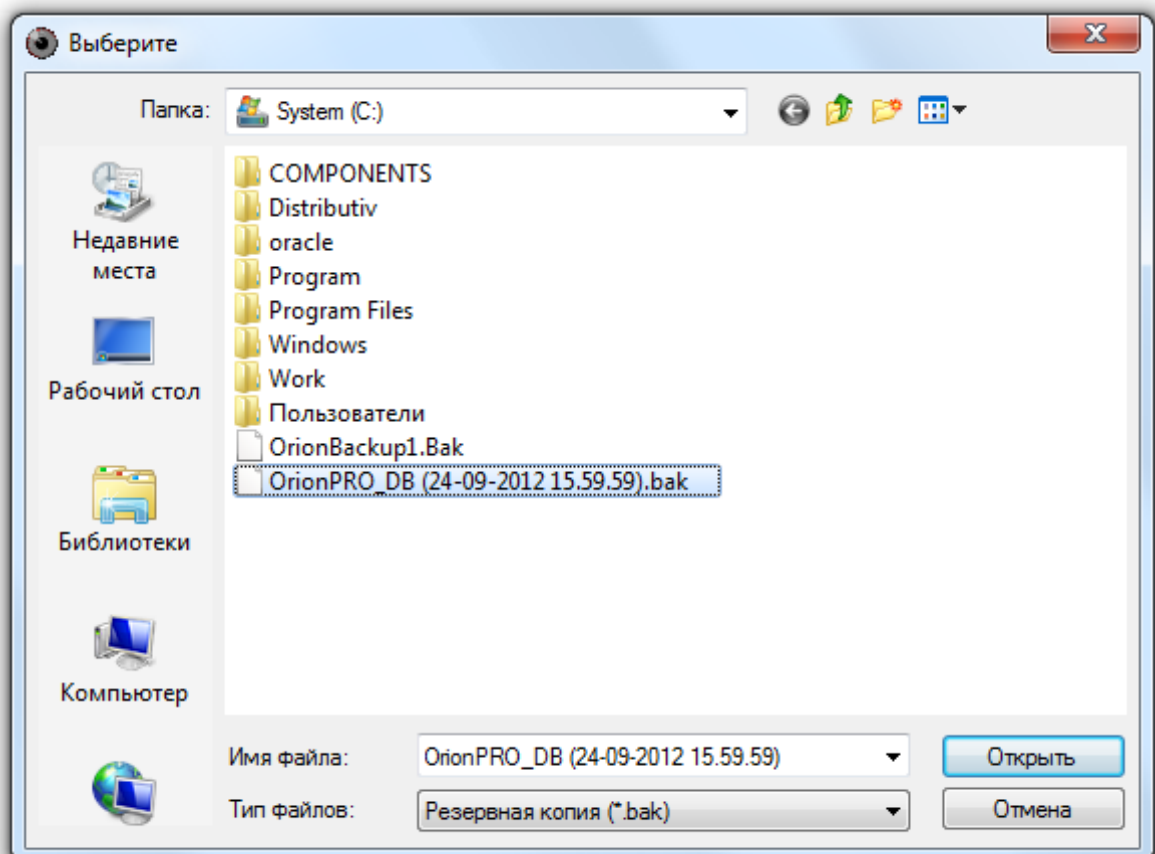 Выберите
Папка:
System (C:)
Недавние
места
Рабочий стол
Библиотеки
Компьютер
COMPONENTS
Distributiv
oracle
Program
Program Files
Windows
Work
Пользователи
OrionBackup1.Bak
OrionPRO_DB (24-09-2012 15.59.59).bak
Имя файла:
OrionPRO_DB (24-09-2012 15.59.59)
Открыть
Тип файлов:
Резервная копия (*.bak)
Отмена